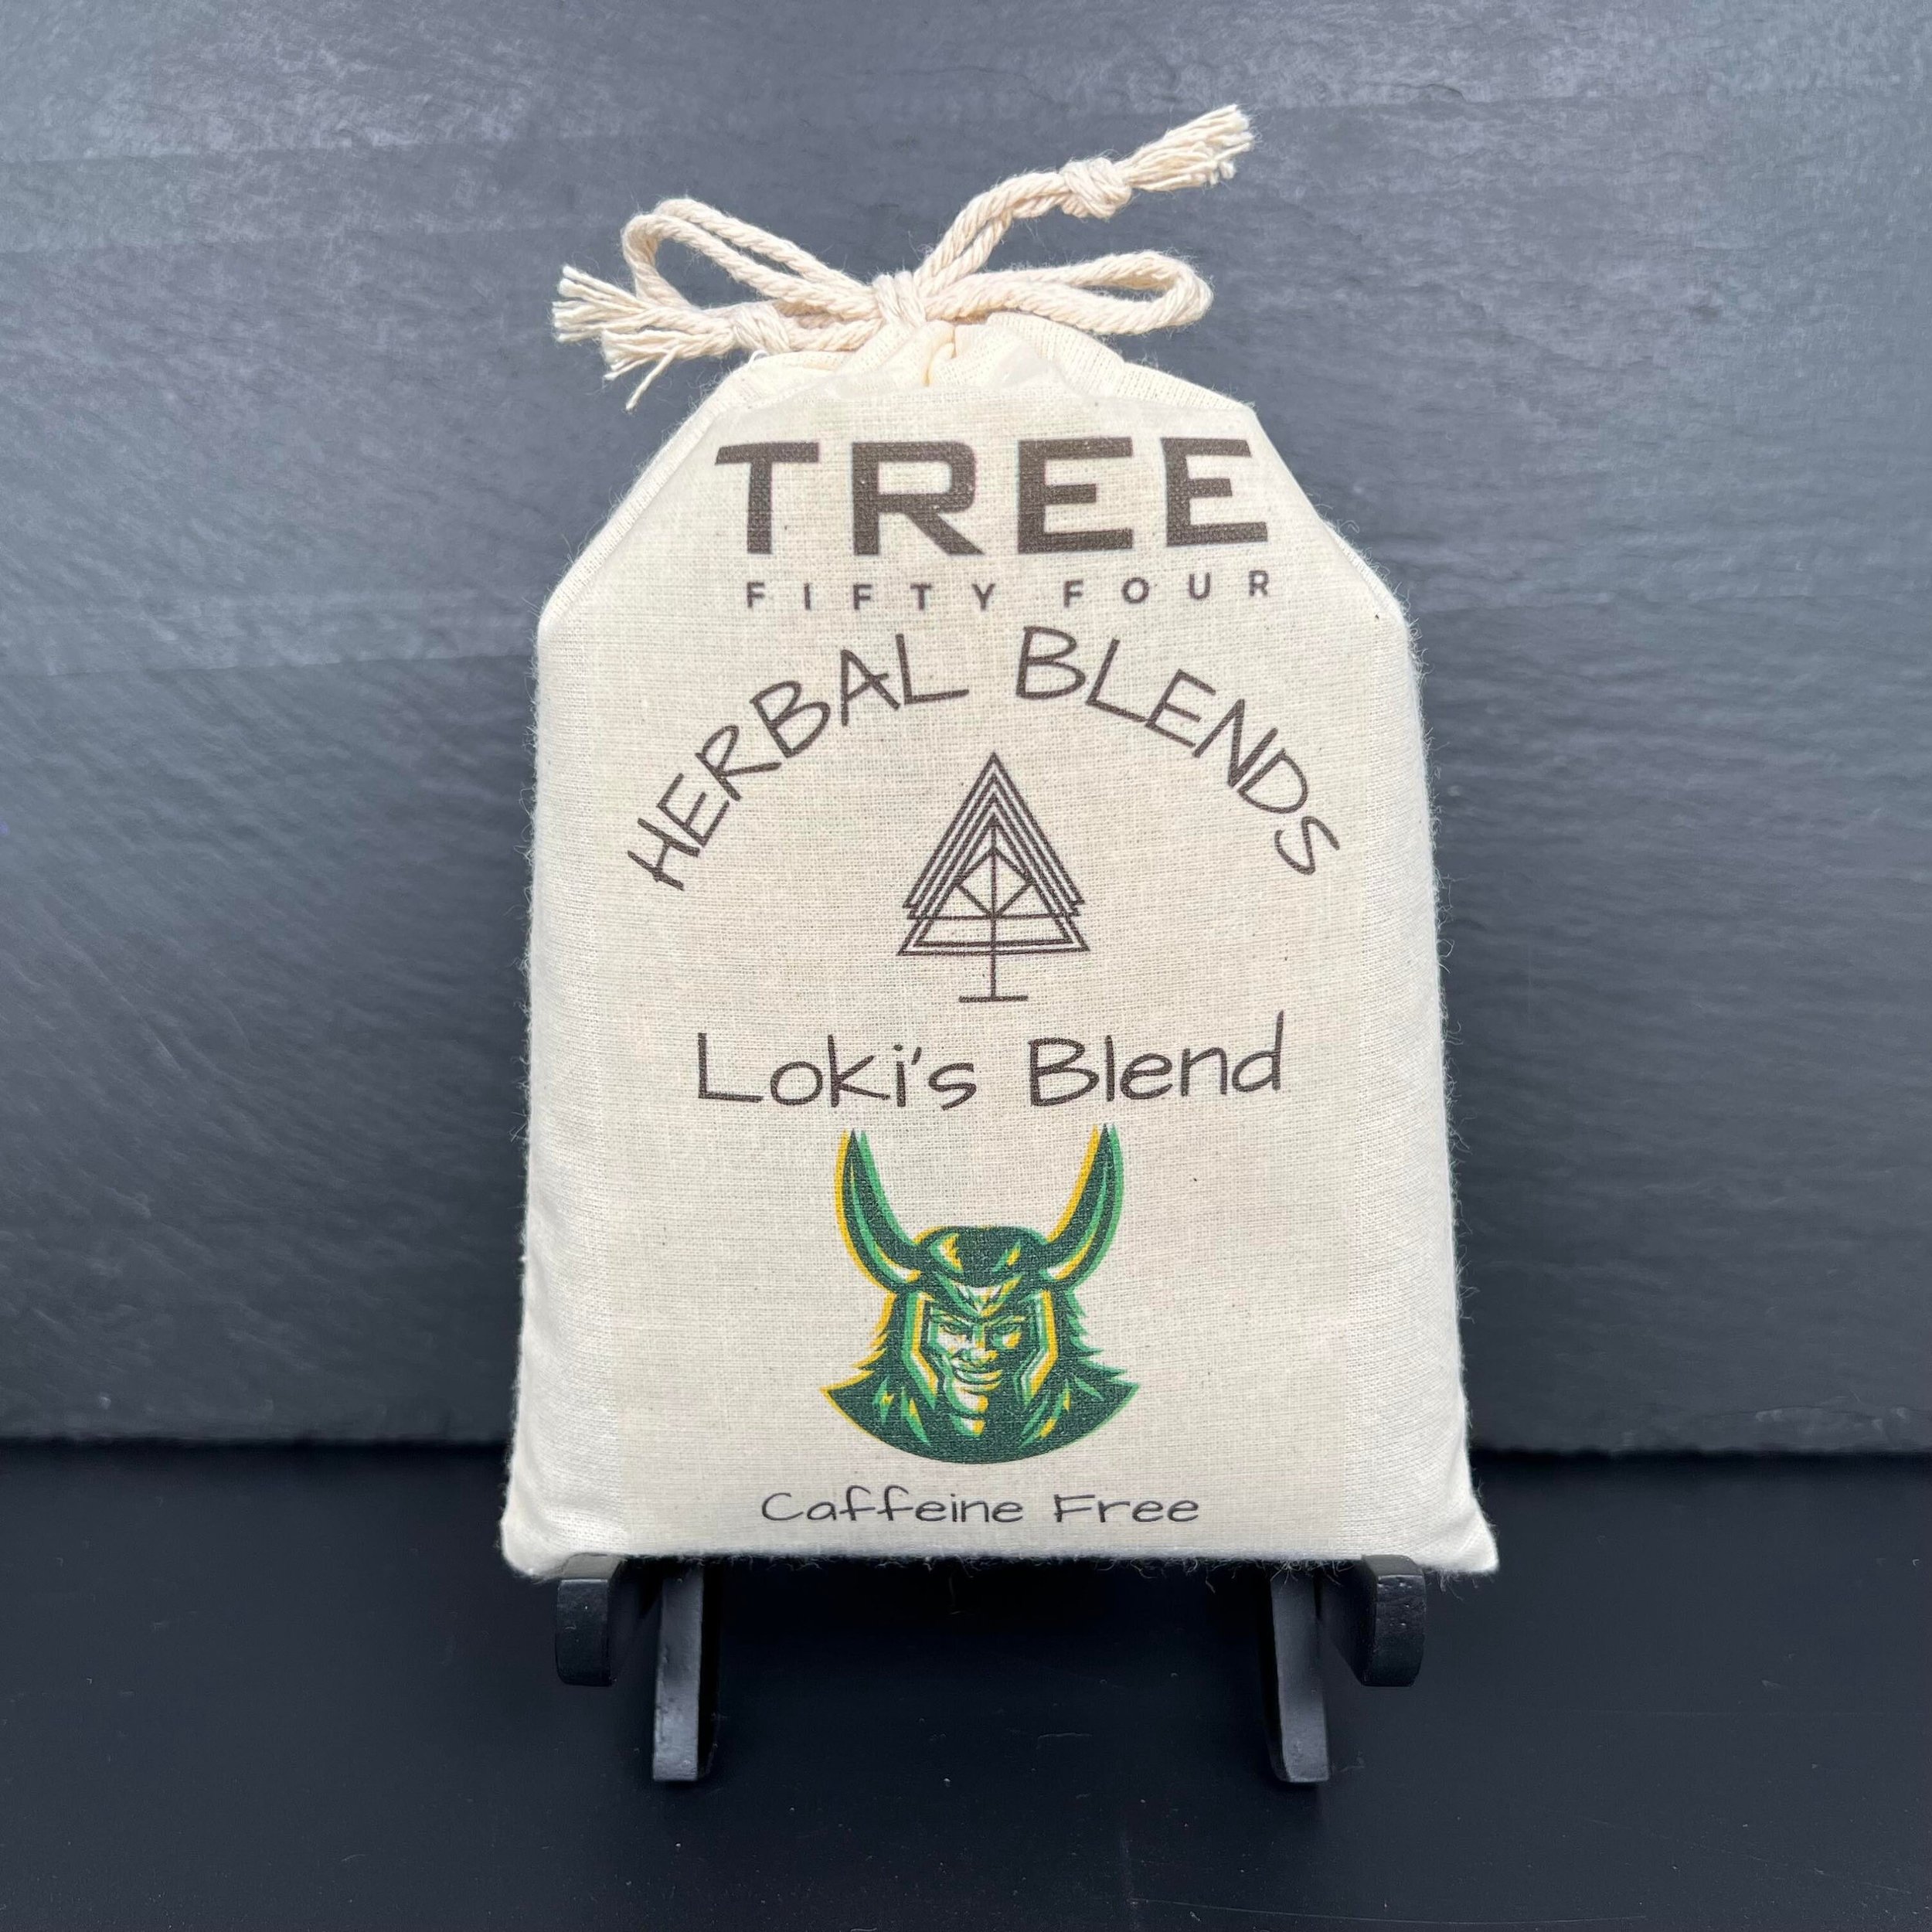 TREE
FIFTY FOUR
HERBAL BLENDS
Loki's Blend
Caffeine Free